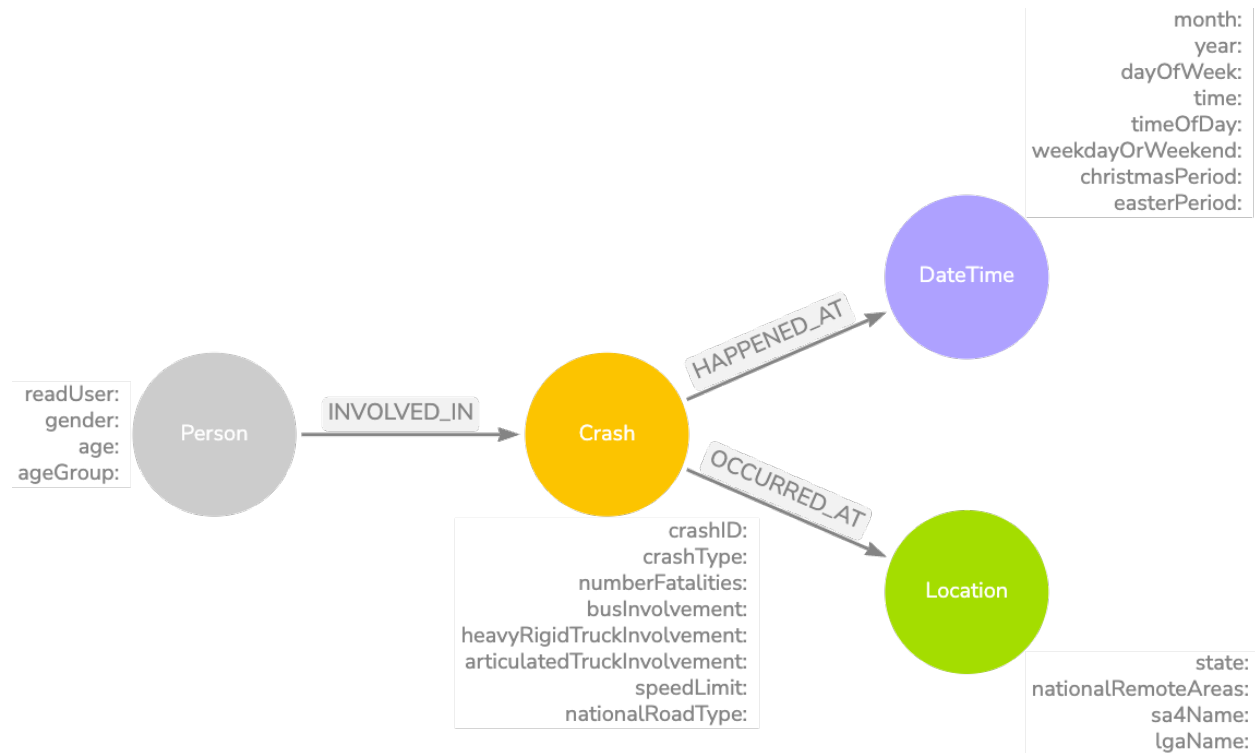 month:
year:
dayOfWeek:
time:
timeOfDay:
weekdayOrWeekend:
christmasPeriod:
easterPeriod:
DateTime
HAPPENED_AT
readUser:
gender:
age:
ageGroup:
Person
INVOLVED_IN
Crash
OCCURRED_AT
crashID:
crashType:
numberFatalities:
busInvolvement:
heavyRigidTruckInvolvement:
articulatedTruckInvolvement:
speedLimit:
nationalRoadType:
Location
state:
nationalRemoteAreas:
sa4Name:
lgaName: